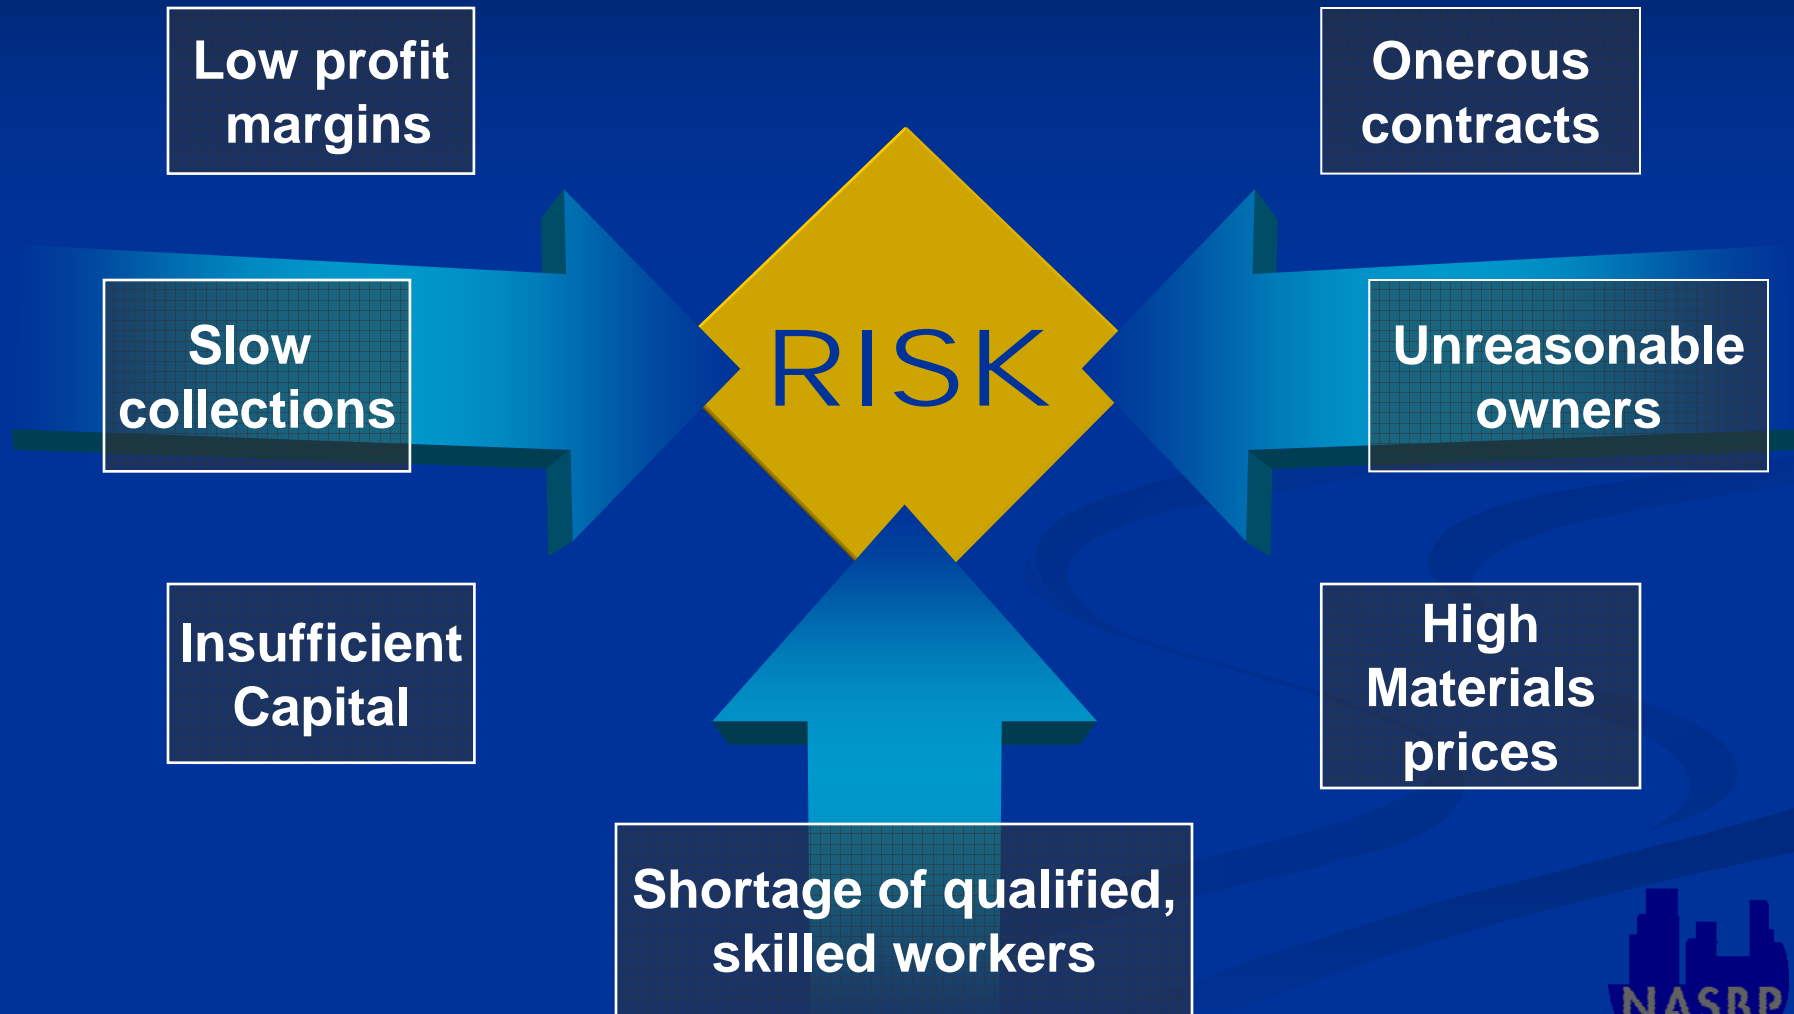 Low profit
margins
Onerous
contracts
RISK
Slow
collections
Unreasonable
owners
Insufficient
Capital
High
Materials
prices
Shortage of qualified,
skilled workers
NASBP